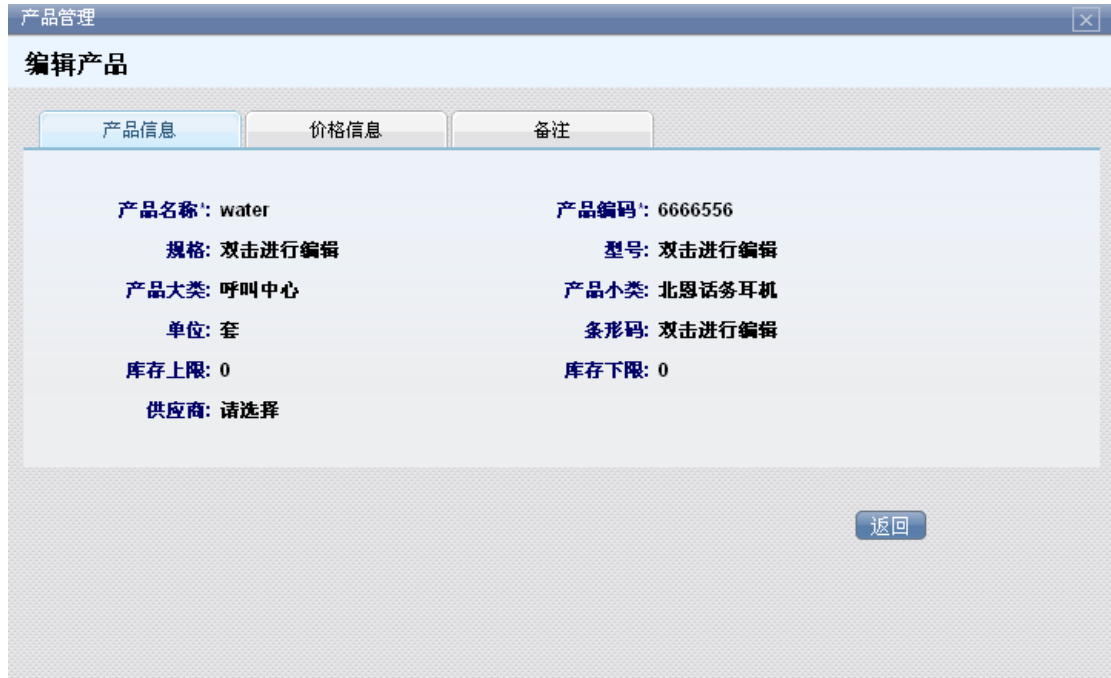 产品管理
编辑产品
产品信息 价格信息 备注
产品名称*: water 产品编码*: 6666556
规格: 双击进行编辑 型号: 双击进行编辑
产品大类: 呼叫中心 产品小类: 北恩话务耳机
单位: 套 条形码: 双击进行编辑
库存上限: 0 库存下限: 0
供应商: 请选择
返回